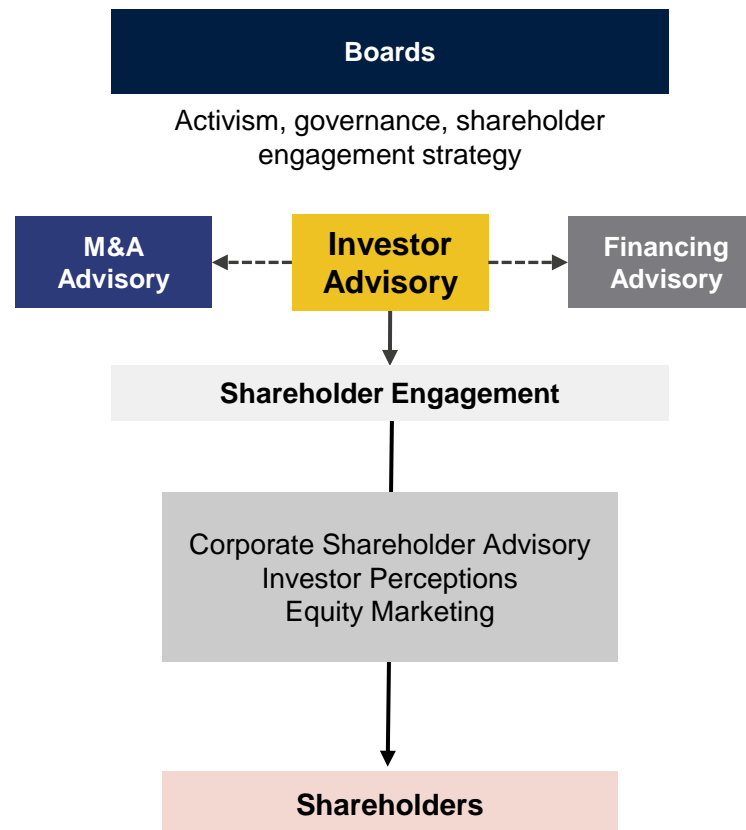 Boards
Activism, governance, shareholder
engagement strategy
M&A
Advisory
Investor
Advisory
Financing
Advisory
Shareholder Engagement
Corporate Shareholder Advisory
Investor Perceptions
Equity Marketing
Shareholders